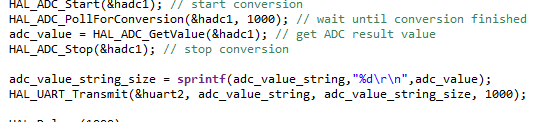 HAL_ADC_Start(&hadc1); // start conversion
HAL_ADC_PollForConversion(&hadc1, 1000); // wait until conversion finished
adc_value = HAL_ADC_GetValue(&hadc1); // get ADC result value
HAL_ADC_Stop(&hadc1); // stop conversion
adc_value_string_size = sprintf(adc_value_string,"%d\r\n",adc_value);
HAL_UART_Transmit(&huart2, adc_value_string, adc_value_string_size, 1000);